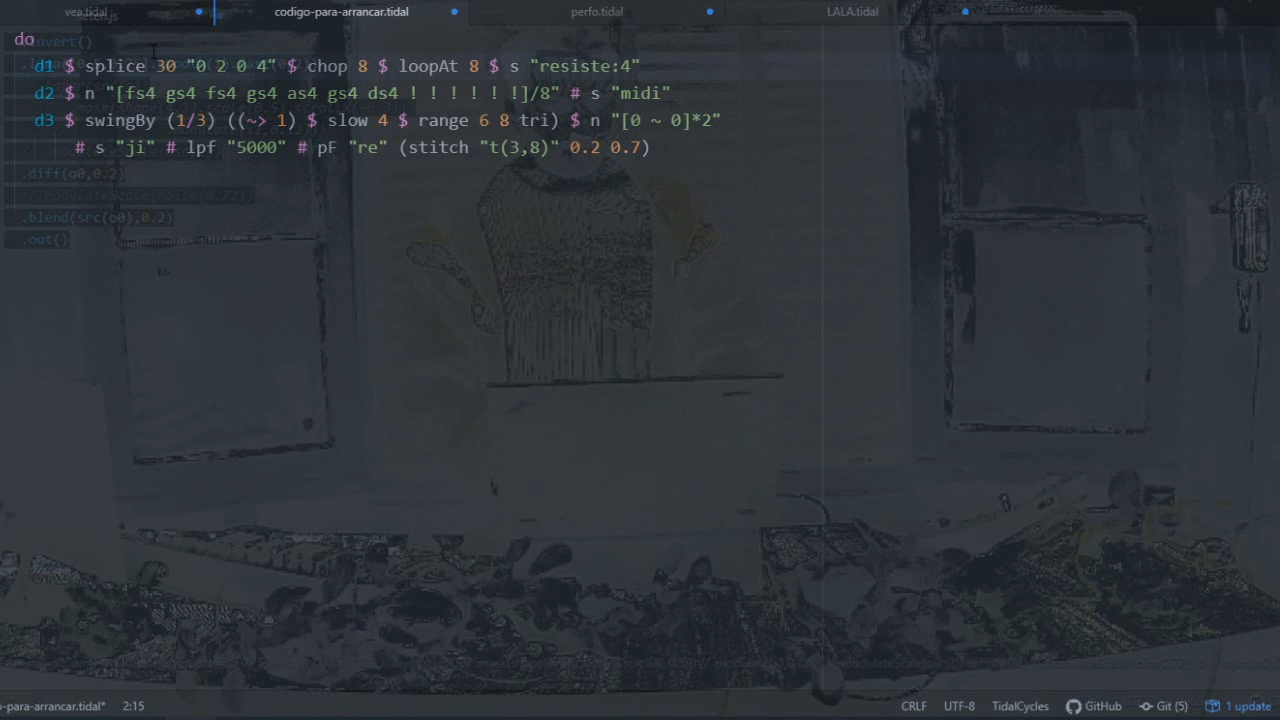 vea.tidal codigo-para-arrancar.tidal perfo.tidal LALA.tidal
do
d1 $ splice 30 "0 2 0 4" $ chop 8 $ loopAt 8 $ s "resiste:4"
d2 $ n "[fs4 gs4 fs4 gs4 as4 gs4 ds4 ! ! ! ! ! !]/8" # s "midi"
d3 $ swingBy (1/3) ((~> 1) $ slow 4 $ range 6 8 tri) $ n "[0 ~ 0]*2"
# s "ji" # lpf "5000" # pF "re" (stitch "t(3,8)" 0.2 0.7)
.diff(o0,0.2)
.blend(src(o0),0.2)
.out()
o-para-arrancar.tidal* 2:15 CRLF UTF-8 TidalCycles GitHub Git (5) 1 update